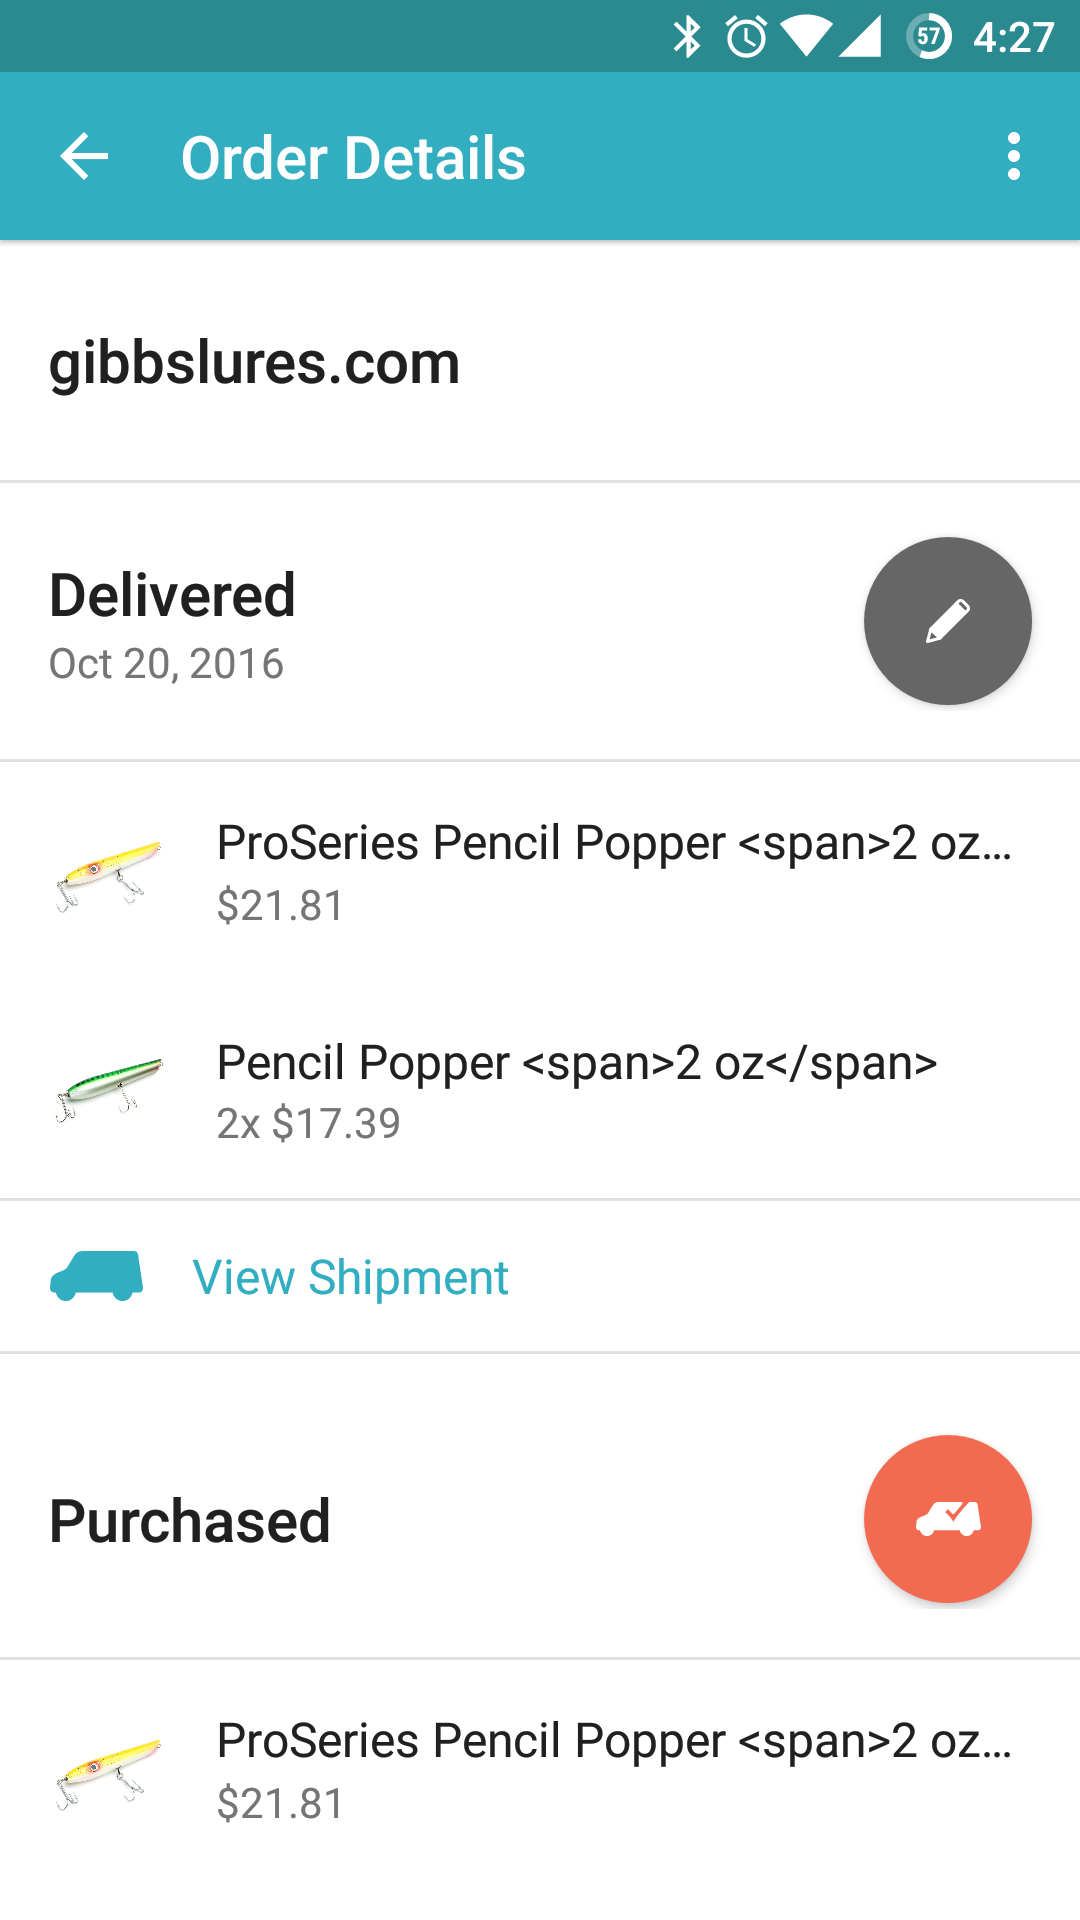 57 4:27
Order Details
gibbslures.com
Delivered
Oct 20, 2016
ProSeries Pencil Popper <span>2 oz...
$21.81
Pencil Popper <span>2 oz</span>
2x $17.39
View Shipment
Purchased
ProSeries Pencil Popper <span>2 oz...
$21.81